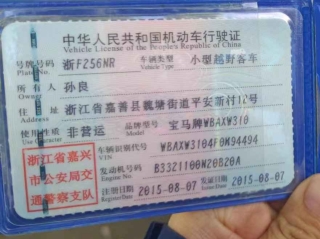 中华人民共和国机动车行驶证
Vehicle License of the People's Republic of China
号牌号码 Plate No. 浙F256NR 车辆类型 Vehicle Type 小型越野客车
所有人 Owner 孙良
住址 Address 浙江省嘉善县魏塘街道平安新村12号
使用性质 Use Character 非营运 品牌型号 Model 宝马牌WBAXW310
浙江省嘉兴 车辆识别代号 VIN WBAXW3104F0M94494
市公安局交 发动机号码 Engine No. B3321100N20B20A
通警察支队 注册日期 Register Date 2015-08-07 发证日期 Issue Date 2015-08-07